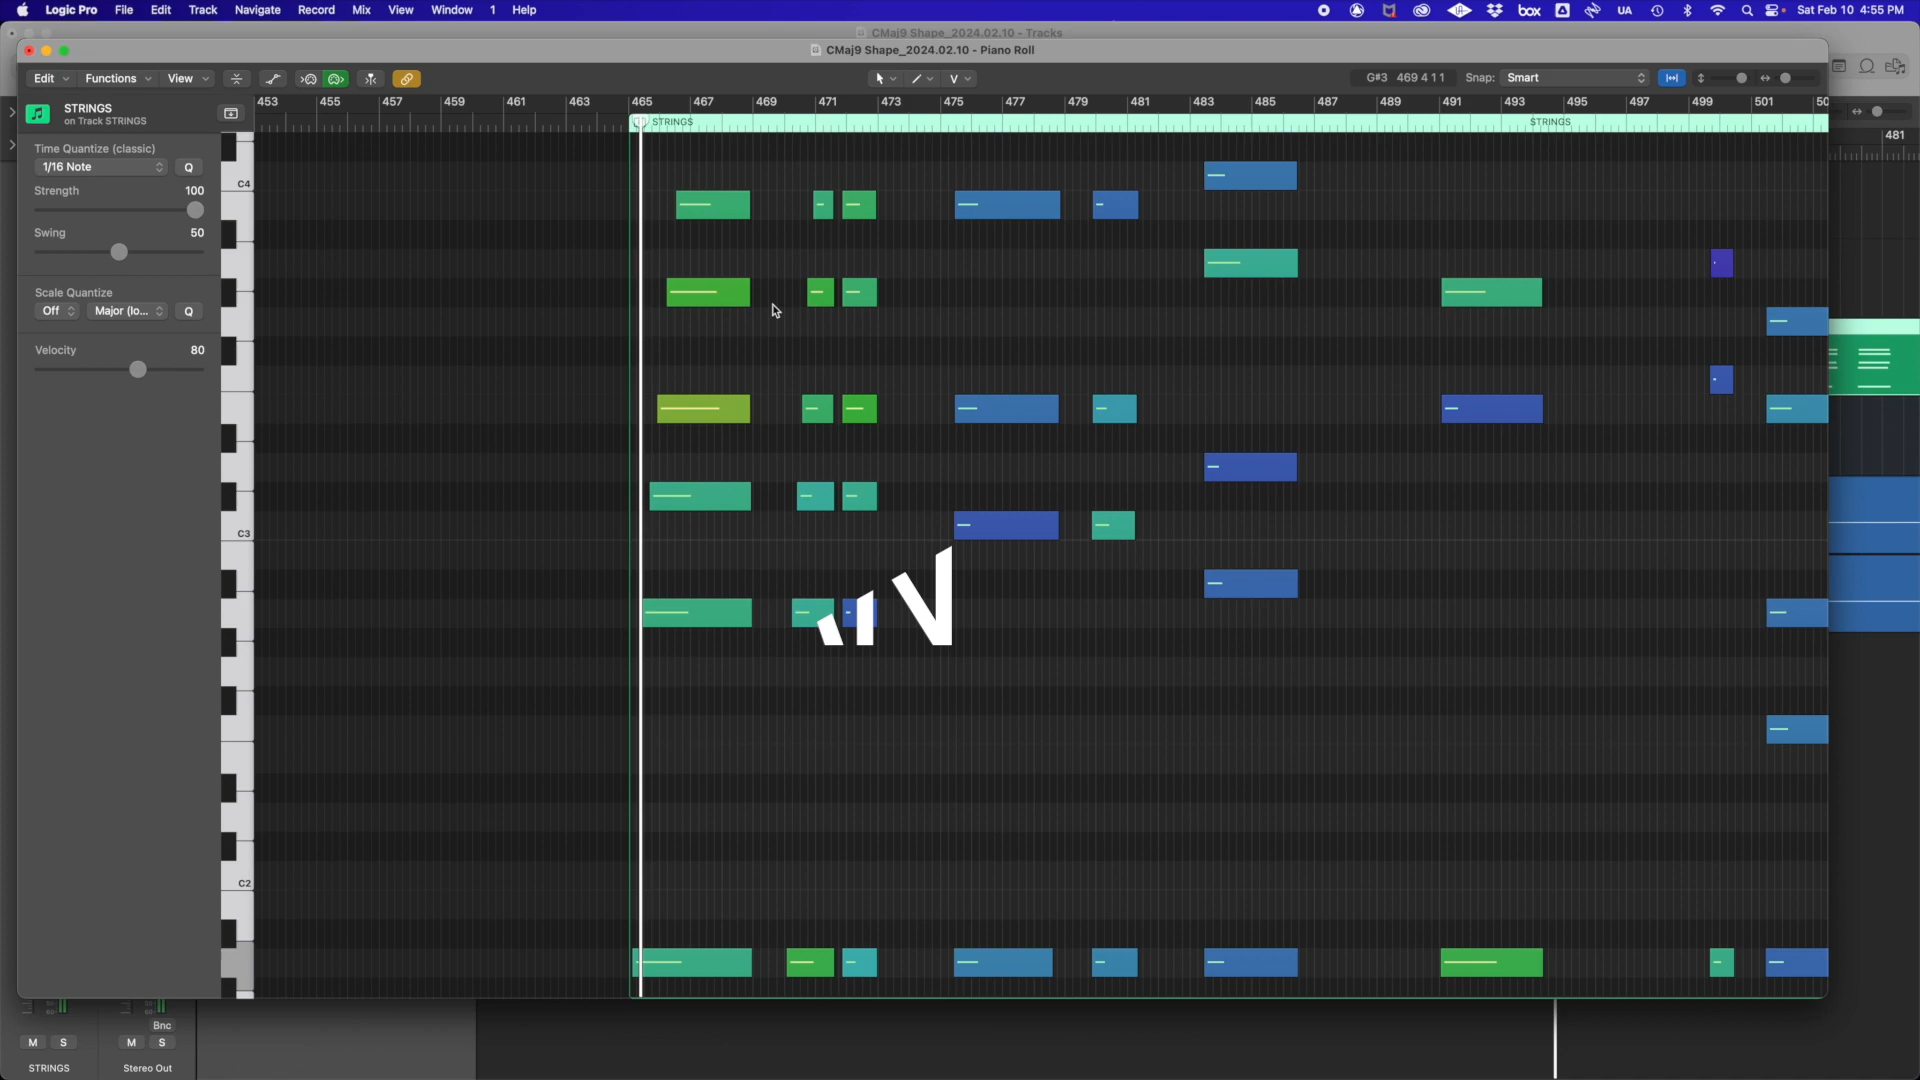 Logic Pro File Edit Track Navigate Record Mix View Window 1 Help
box UA Sat Feb 10 4:55 PM
CMaj9 Shape_2024.02.10 - Tracks
CMaj9 Shape_2024.02.10 - Piano Roll
Edit Functions View G#3 469 4 1 1 Snap: Smart
STRINGS
on Track STRINGS
453 455 457 459 461 463 465 467 469 471 473 475 477 479 481 483 485 487 489 491 493 495 497 499 501 50
STRINGS STRINGS
481
Time Quantize (classic)
1/16 Note Q
Strength 100
Swing 50
Scale Quantize
Off Major (lo... Q
Velocity 80
C4
C3
C2
Bnc
M S M S
STRINGS Stereo Out